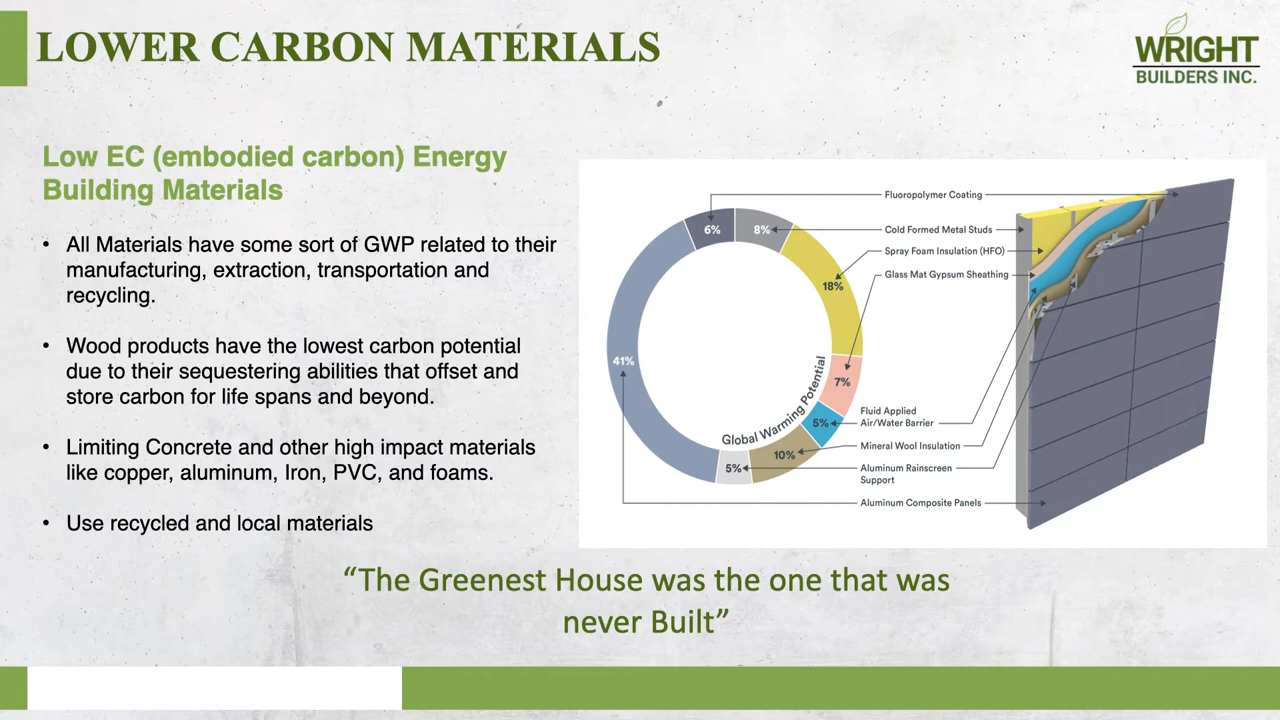 LOWER CARBON MATERIALS
WRIGHT
BUILDERS INC.
Low EC (embodied carbon) Energy
Building Materials
• All Materials have some sort of GWP related to their
manufacturing, extraction, transportation and
recycling.
• Wood products have the lowest carbon potential
due to their sequestering abilities that offset and
store carbon for life spans and beyond.
• Limiting Concrete and other high impact materials
like copper, aluminum, Iron, PVC, and foams.
• Use recycled and local materials
6%
8%
18%
7%
5%
10%
5%
41%
Global Warming Potential
Fluoropolymer Coating
Cold Formed Metal Studs
Spray Foam Insulation (HFO)
Glass Mat Gypsum Sheathing
Fluid Applied
Air/Water Barrier
Mineral Wool Insulation
Aluminum Rainscreen
Support
Aluminum Composite Panels
“The Greenest House was the one that was
never Built”